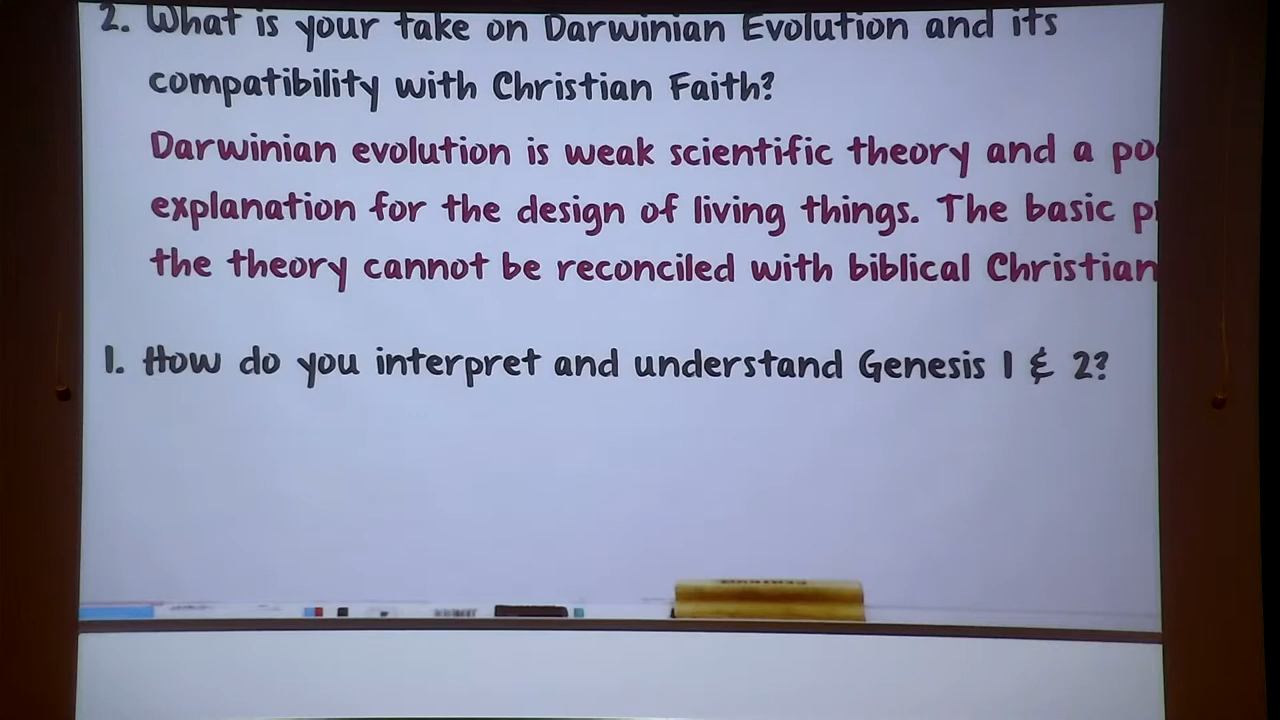 2. What is your take on Darwinian Evolution and its
compatibility with Christian Faith?
Darwinian evolution is weak scientific theory and a
explanation for the design of living things. The basic
the theory cannot be reconciled with biblical
1. How do you interpret and understand Genesis 1 & 2?